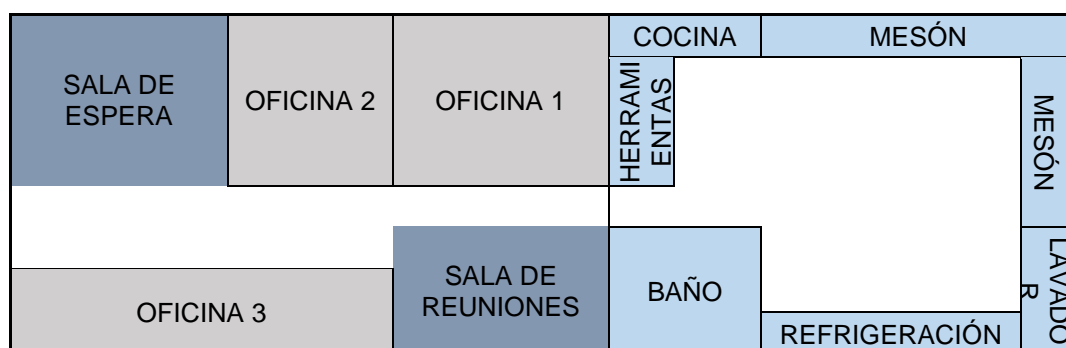 COCINA
MESÓN
SALA DE
ESPERA
OFICINA 2
OFICINA 1
HERRAMI
ENTAS
MESÓN
SALA DE
REUNIONES
BAÑO
LAVADO
R
OFICINA 3
REFRIGERACIÓN